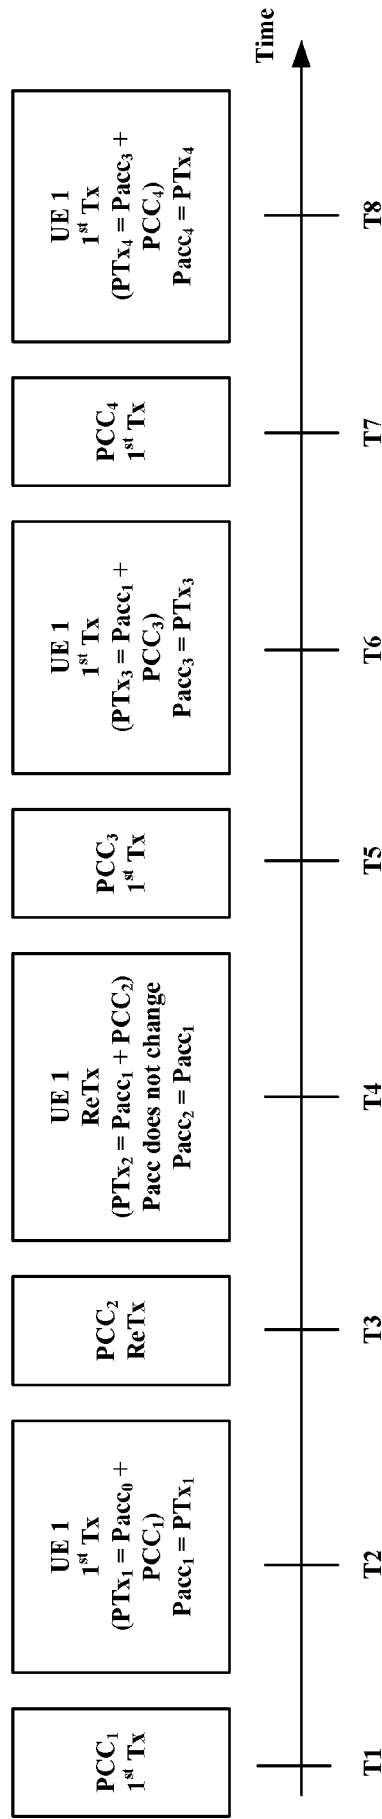 PCC₁
1ˢᵗ Tx
UE 1
1ˢᵗ Tx
(PTx₁ = Pacc₀ +
PCC₁)
Pacc₁ = PTx₁
PCC₂
ReTx
UE 1
ReTx
(PTx₂ = Pacc₁ + PCC₂)
Pacc does not change
Pacc₂ = Pacc₁
PCC₃
1ˢᵗ Tx
UE 1
1ˢᵗ Tx
(PTx₃ = Pacc₁ +
PCC₃)
Pacc₃ = PTx₃
PCC₄
1ˢᵗ Tx
UE 1
1ˢᵗ Tx
(PTx₄ = Pacc₃ +
PCC₄)
Pacc₄ = PTx₄
Time
T1
T2
T3
T4
T5
T6
T7
T8